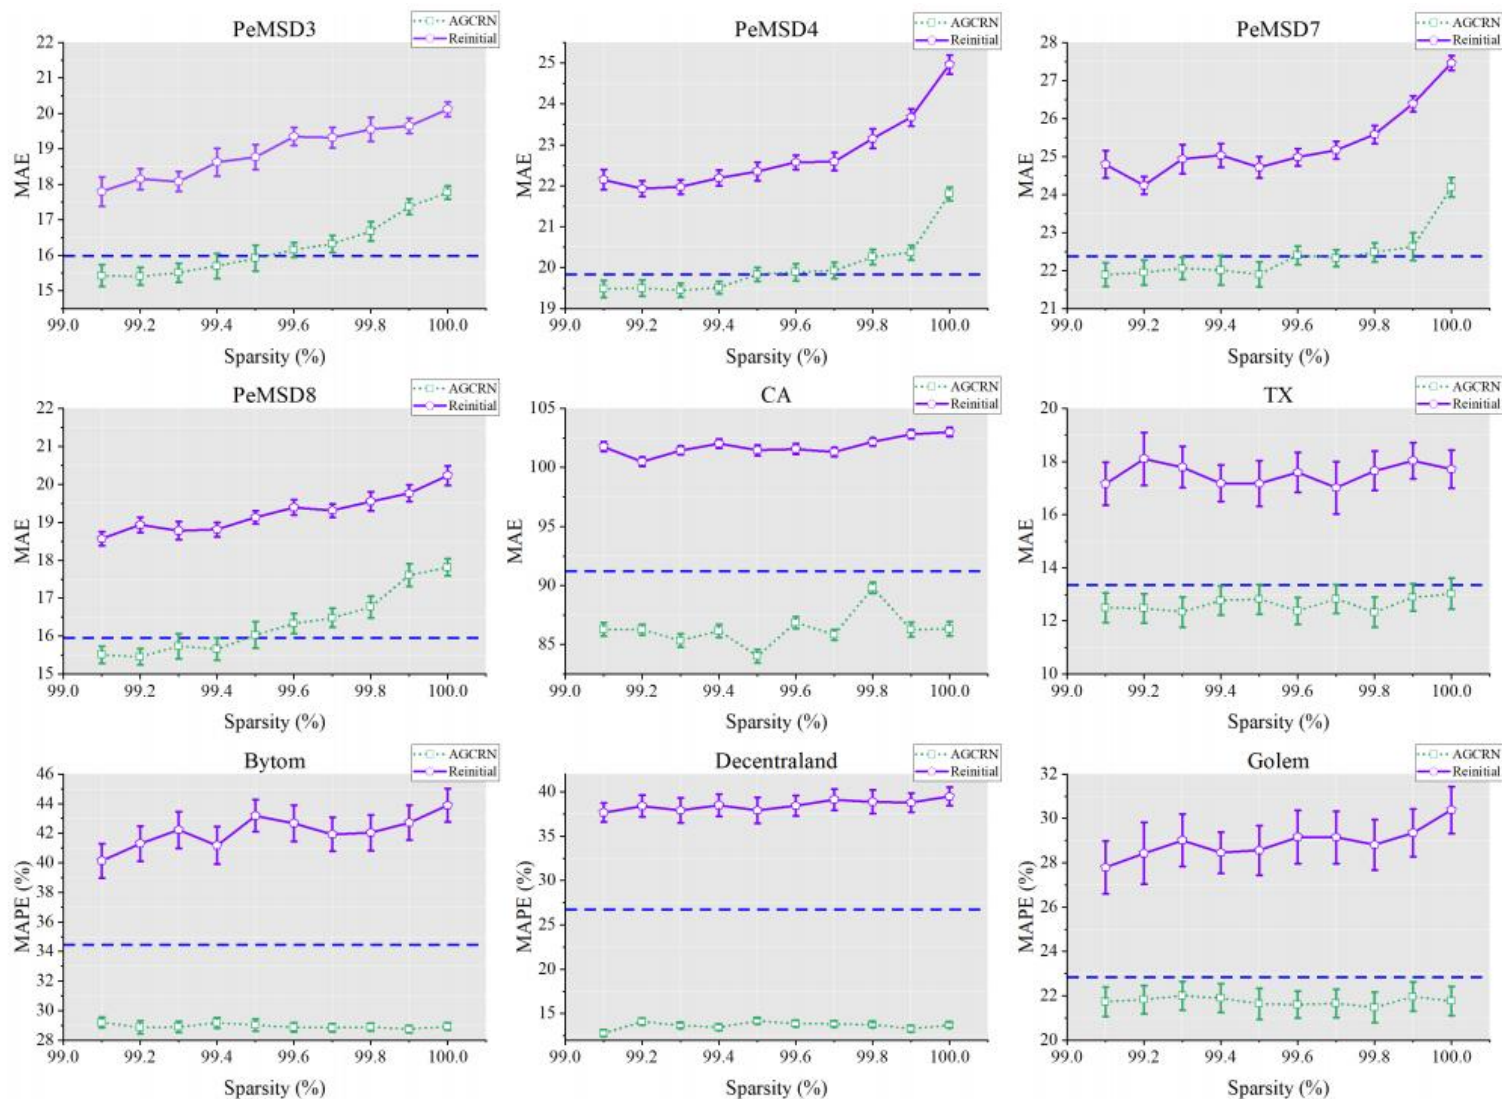 PeMSD3
AGCRN
Reinitial
MAE
22
21
20
19
18
17
16
15
99.0
99.2
99.4
99.6
99.8
100.0
Sparsity (%)
PeMSD4
AGCRN
Reinitial
MAE
25
24
23
22
21
20
19
99.0
99.2
99.4
99.6
99.8
100.0
Sparsity (%)
PeMSD7
AGCRN
Reinitial
MAE
28
27
26
25
24
23
22
21
99.0
99.2
99.4
99.6
99.8
100.0
Sparsity (%)
PeMSD8
AGCRN
Reinitial
MAE
22
21
20
19
18
17
16
15
99.0
99.2
99.4
99.6
99.8
100.0
Sparsity (%)
CA
AGCRN
Reinitial
MAE
105
100
95
90
85
99.0
99.2
99.4
99.6
99.8
100.0
Sparsity (%)
TX
AGCRN
Reinitial
MAE
20
18
16
14
12
10
99.0
99.2
99.4
99.6
99.8
100.0
Sparsity (%)
Bytom
AGCRN
Reinitial
MAPE (%)
46
44
42
40
38
36
34
31
30
29
28
99.0
99.2
99.4
99.6
99.8
100.0
Sparsity (%)
Decentraland
AGCRN
Reinitial
MAPE (%)
40
35
30
25
20
15
99.0
99.2
99.4
99.6
99.8
100.0
Sparsity (%)
Golem
AGCRN
Reinitial
MAPE (%)
32
30
28
26
24
22
21
20
99.0
99.2
99.4
99.6
99.8
100.0
Sparsity (%)